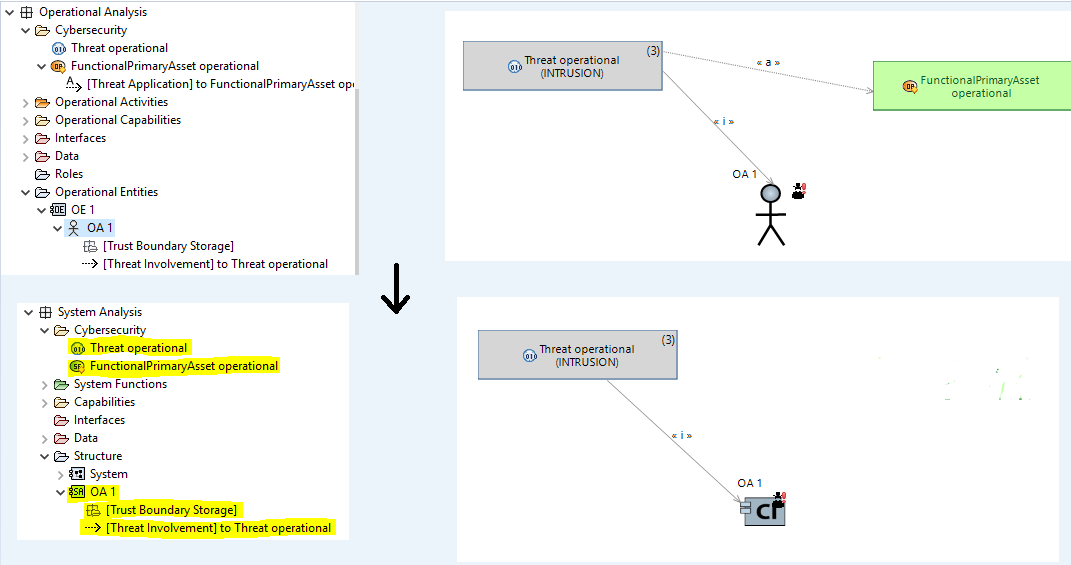 Operational Analysis
Cybersecurity
Threat operational
FunctionalPrimaryAsset operational
[Threat Application] to FunctionalPrimaryAsset ope
Operational Activities
Operational Capabilities
Interfaces
Data
Roles
Operational Entities
OE 1
OA 1
[Trust Boundary Storage]
[Threat Involvement] to Threat operational
(3)
Threat operational
(INTRUSION)
« a »
FunctionalPrimaryAsset
operational
« i »
OA 1
System Analysis
Cybersecurity
Threat operational
FunctionalPrimaryAsset operational
System Functions
Capabilities
Interfaces
Data
Structure
System
OA 1
[Trust Boundary Storage]
[Threat Involvement] to Threat operational
(3)
Threat operational
(INTRUSION)
« i »
OA 1